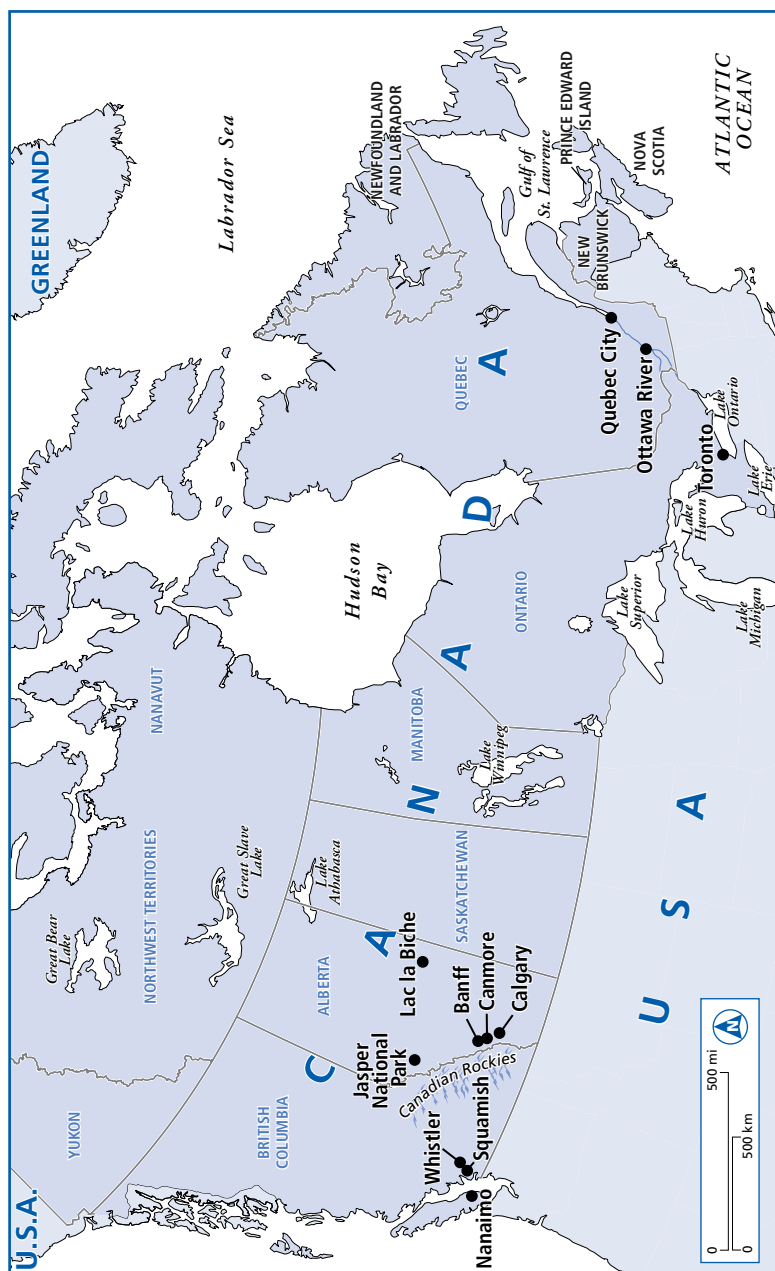 U.S.A.
YUKON
Great Bear
Lake
NORTHWEST TERRITORIES
Great Slave
Lake
NANAVUT
GREENLAND
Labrador Sea
BRITISH
COLUMBIA
C
ALBERTA
Lake
Athabusca
Jasper
National
Park
A
Lac la Biche
SASKATCHEWAN
N
MANITOBA
Lake
Winnipeg
Hudson
Bay
A
ONTARIO
D
QUEBEC
A
NEWFOUNDLAND
AND LABRADOR
Gulf of
St. Lawrence
PRINCE EDWARD
ISLAND
NEW
BRUNSWICK
NOVA
SCOTIA
ATLANTIC
OCEAN
Whistler
Squamish
Nanaimo
Canadian Rockies
Banff
Canmore
Calgary
Quebec City
Ottawa River
Toronto
Lake
Superior
Lake
Michigan
Lake
Huron
Lake
Ontario
Lake
Erie
U S A
0 500 mi
0 500 km
N